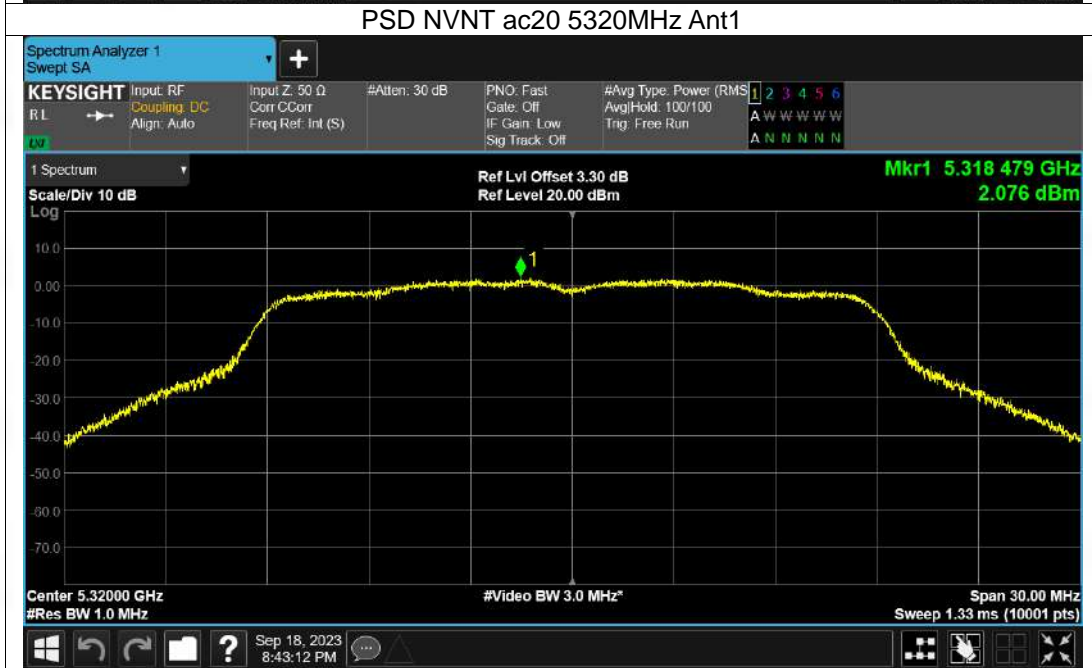 PSD NVNT ac20 5320MHz Ant1
Spectrum Analyzer 1
Swept SA
+
KEYSIGHT
RL
LXI
Input: RF
Coupling: DC
Align: Auto
Input Z: 50 Ω
Corr CCorr
Freq Ref: Int (S)
#Atten: 30 dB
PNO: Fast
Gate: Off
IF Gain: Low
Sig Track: Off
#Avg Type: Power (RMS
Avg|Hold: 100/100
Trig: Free Run
1 2 3 4 5 6
A W W W W W
A N N N N N
1 Spectrum
Scale/Div 10 dB
Log
Ref Lvl Offset 3.30 dB
Ref Level 20.00 dBm
Mkr1 5.318 479 GHz
2.076 dBm
1
10.0
0.00
-10.0
-20.0
-30.0
-40.0
-50.0
-60.0
-70.0
Center 5.32000 GHz
#Res BW 1.0 MHz
#Video BW 3.0 MHz*
Span 30.00 MHz
Sweep 1.33 ms (10001 pts)
?
Sep 18, 2023
8:43:12 PM